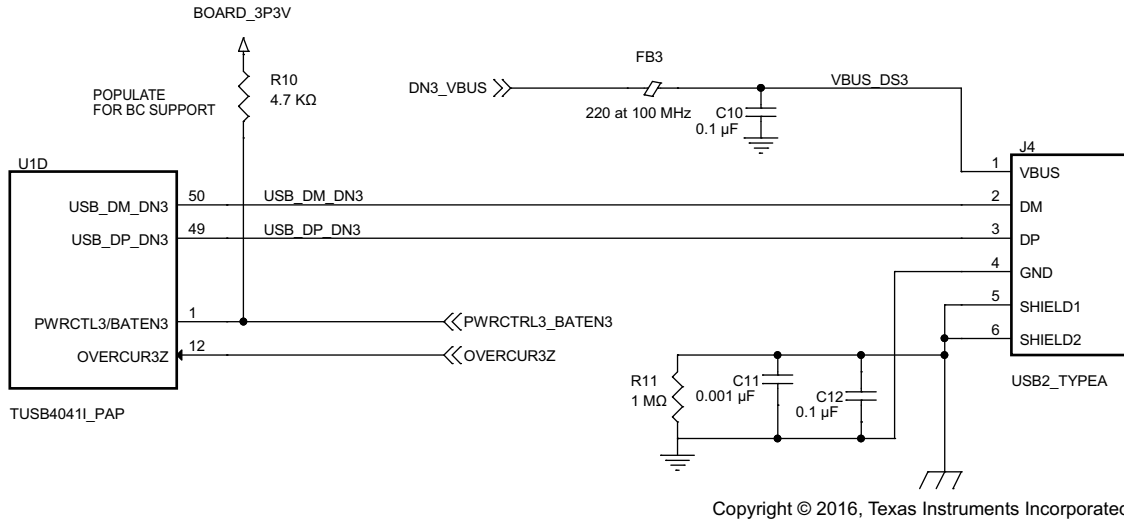 BOARD_3P3V
R10
4.7 KΩ
POPULATE
FOR BC SUPPORT
DN3_VBUS
FB3
220 at 100 MHz
VBUS_DS3
C10
0.1 µF
U1D
USB_DM_DN3
50
USB_DM_DN3
USB_DP_DN3
49
USB_DP_DN3
PWRCTL3/BATEN3
1
PWRCTRL3_BATEN3
OVERCUR3Z
12
OVERCUR3Z
TUSB4041I_PAP
J4
1
VBUS
2
DM
3
DP
4
GND
5
SHIELD1
6
SHIELD2
USB2_TYPEA
R11
1 MΩ
C11
0.001 µF
C12
0.1 µF
Copyright © 2016, Texas Instruments Incorporated